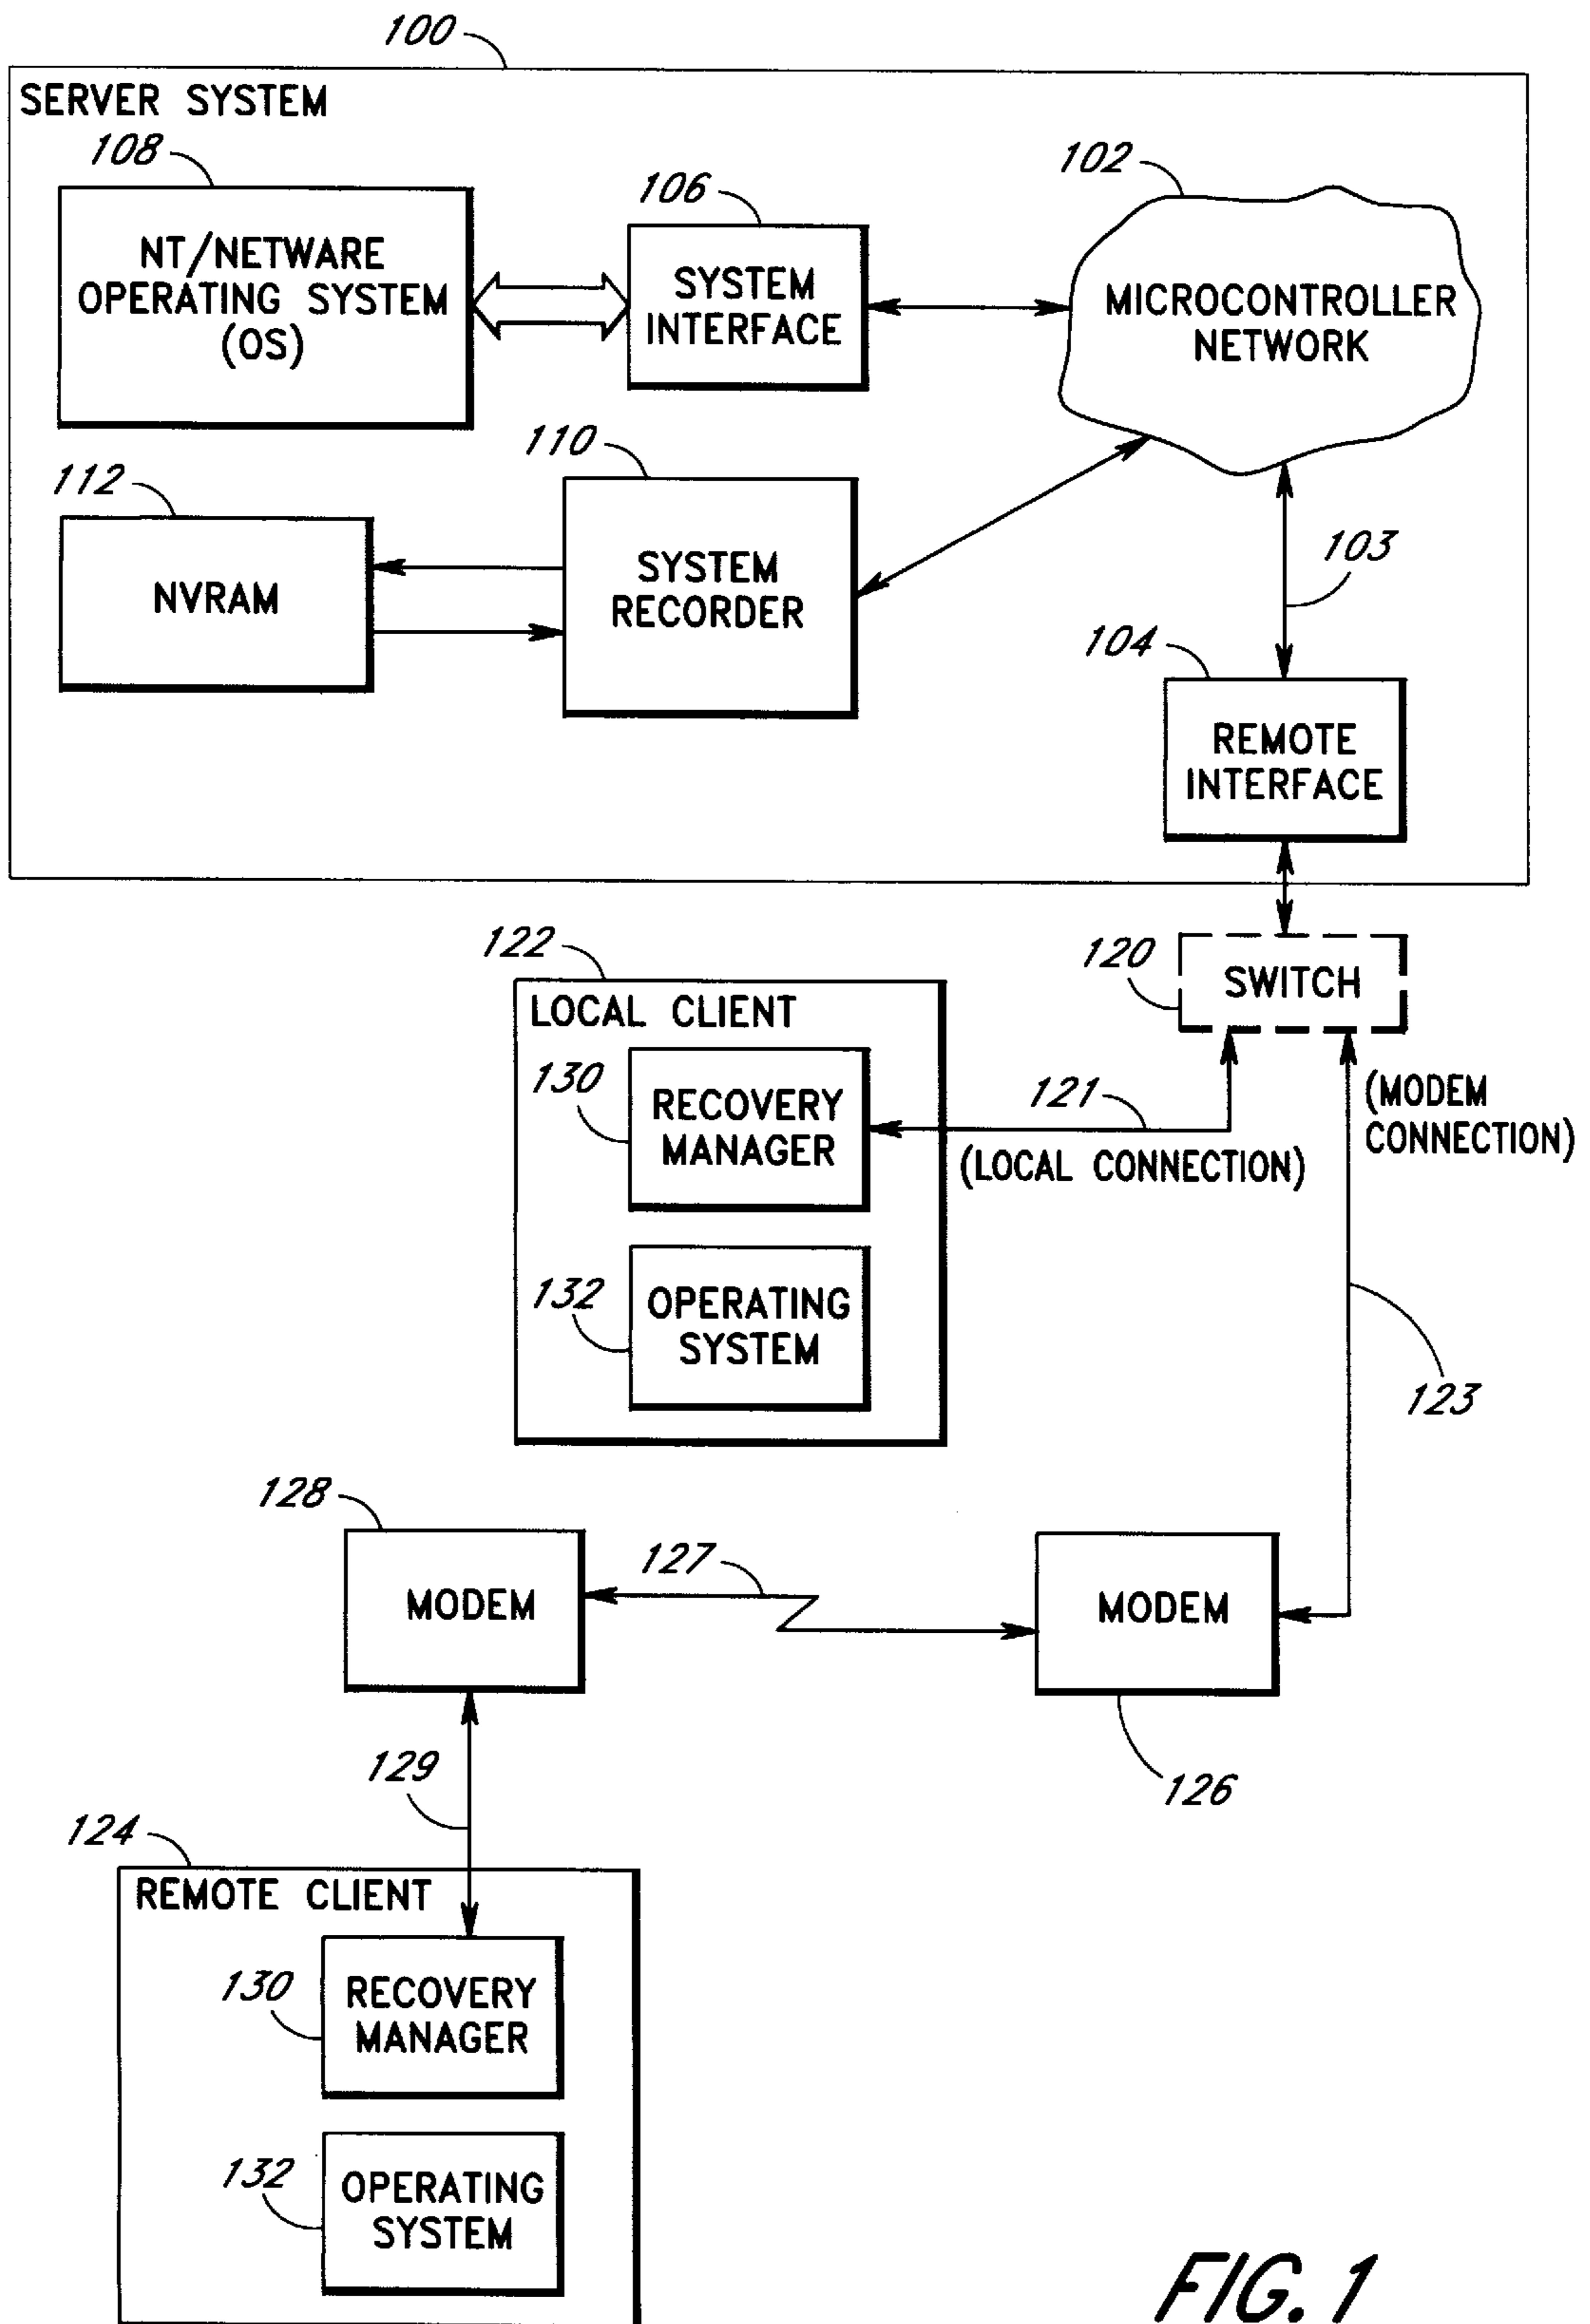 100
SERVER SYSTEM
108
NT/NETWARE
OPERATING SYSTEM
(OS)
106
SYSTEM
INTERFACE
102
MICROCONTROLLER
NETWORK
112
NVRAM
110
SYSTEM
RECORDER
103
104
REMOTE
INTERFACE
120
SWITCH
122
LOCAL CLIENT
130
RECOVERY
MANAGER
121
(LOCAL CONNECTION)
(MODEM
CONNECTION)
132
OPERATING
SYSTEM
123
128
MODEM
127
MODEM
126
129
124
REMOTE CLIENT
130
RECOVERY
MANAGER
132
OPERATING
SYSTEM
FIG. 1